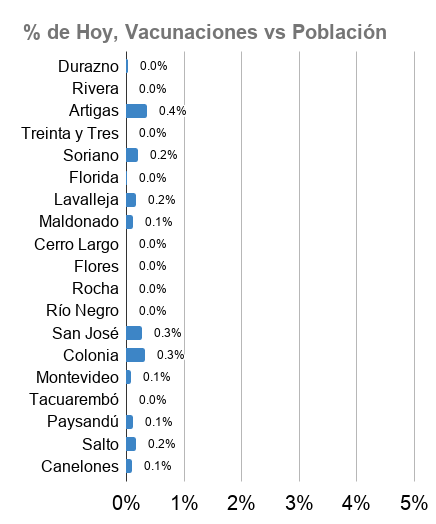 % de Hoy, Vacunaciones vs Población
Durazno 0.0%
Rivera 0.0%
Artigas 0.4%
Treinta y Tres 0.0%
Soriano 0.2%
Florida 0.0%
Lavalleja 0.2%
Maldonado 0.1%
Cerro Largo 0.0%
Flores 0.0%
Rocha 0.0%
Río Negro 0.0%
San José 0.3%
Colonia 0.3%
Montevideo 0.1%
Tacuarembó 0.0%
Paysandú 0.1%
Salto 0.2%
Canelones 0.1%
0% 1% 2% 3% 4% 5%